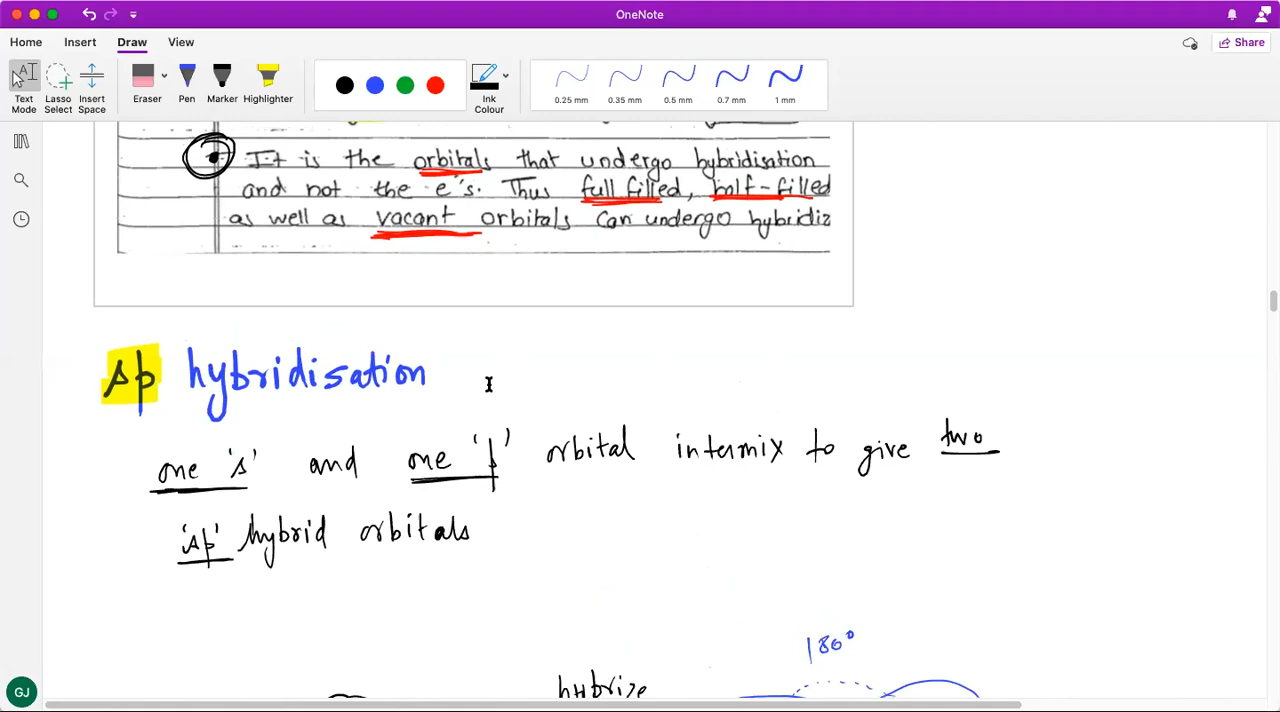 OneNote
Home Insert Draw View
Share
Text Mode
Lasso Select
Insert Space
Eraser
Pen
Marker
Highlighter
Ink Colour
0.25 mm
0.35 mm
0.5 mm
0.7 mm
1 mm
It is the orbitals that undergo hybridisation
and not the e's. Thus full filled, half-filled
as well as vacant orbitals can undergo hybridiz
sp hybridisation
one 's' and one 'p' orbital intermix to give two
'sp' hybrid orbitals
180°
hybrize
GJ